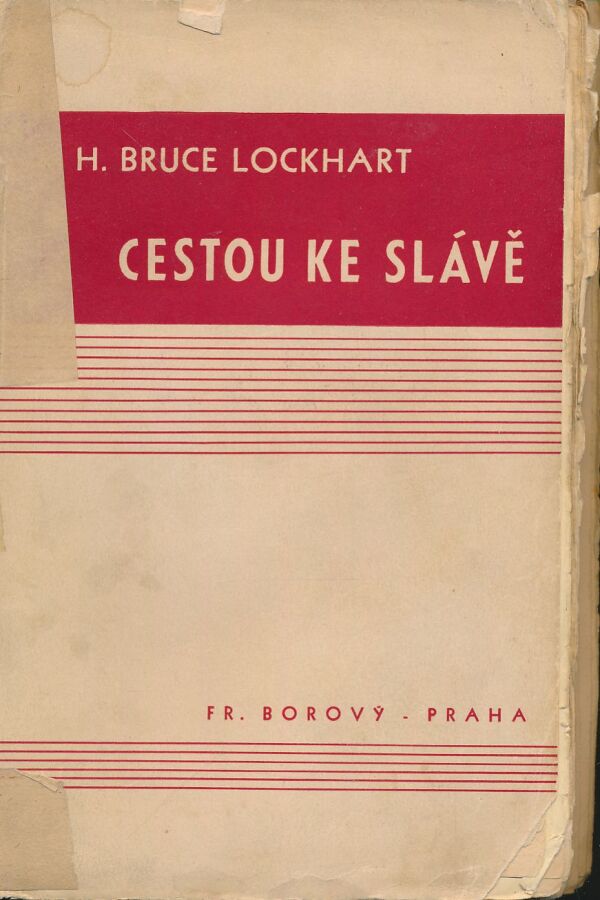 H. BRUCE LOCKHART
CESTOU KE SLÁVĚ
FR. BOROVÝ - PRAHA